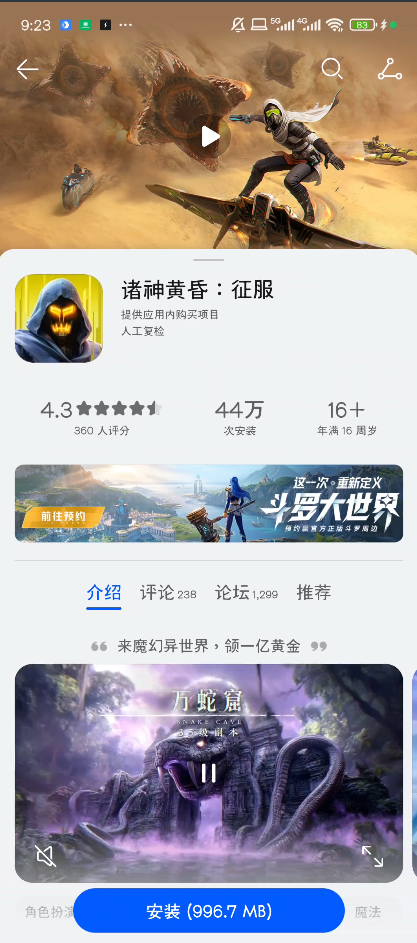 9:23
5G
4G
83
诸神黄昏：征服
提供应用内购买项目
人工复检
4.3
44万
16+
360 人评分
次安装
年满 16 周岁
这一次·重新定义
斗罗大世界
前往预约
预约赢官方正版斗罗周边
介绍 评论 238 论坛 1,299 推荐
来魔幻异世界，领一亿黄金
万蛇窟
SNAKE CAVE
35级副本
角色扮演
安装 (996.7 MB)
魔法